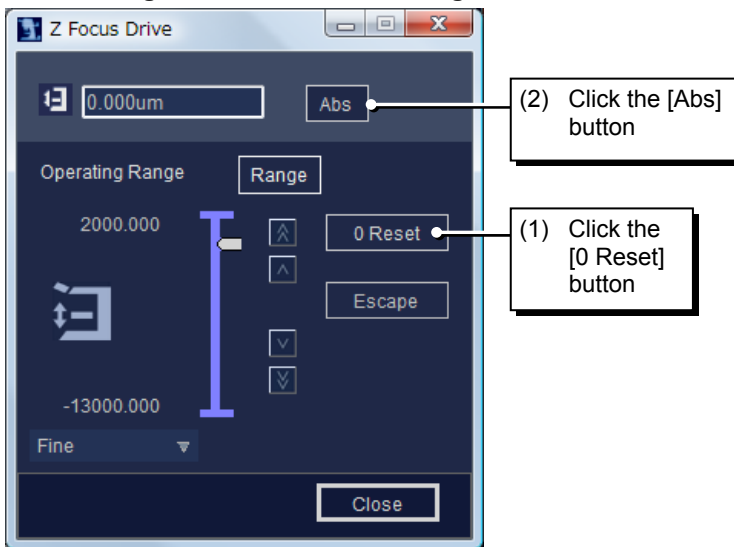 Z Focus Drive
0.000um
Abs
(2) Click the [Abs]
button
Operating Range
Range
2000.000
0 Reset
(1) Click the
[0 Reset]
button
Escape
-13000.000
Fine
Close